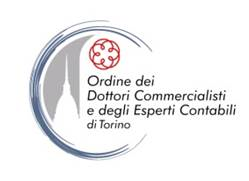 Ordine dei
Dottori Commercialisti
e degli Esperti Contabili
di Torino